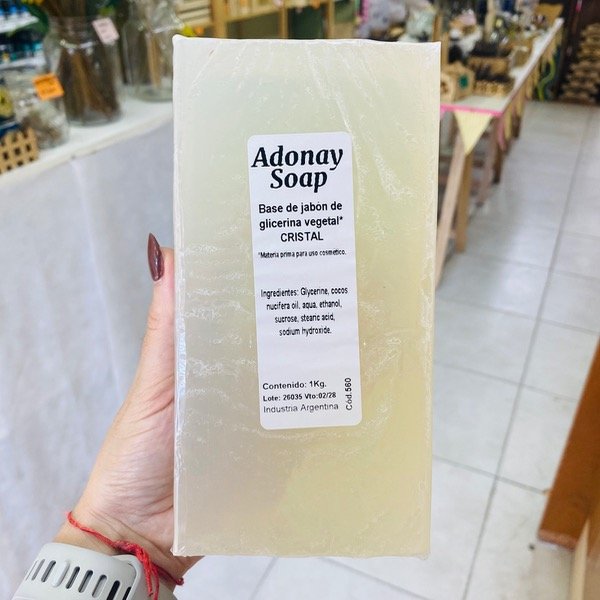 Adonay
Soap
Base de jabón de
glicerina vegetal*
CRISTAL
*Materia prima para uso cosmético.
Ingredientes: Glycerine, cocos
nucifera oil, aqua, ethanol,
sucrose, stearic acid,
sodium hydroxide.
Contenido: 1Kg.
Lote: 26035 Vto:02/28
Industria Argentina
Cód.560